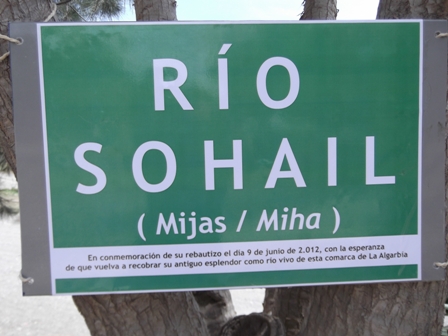 RÍO
SOHAIL
( Mijas / Miha )
En conmemoración de su rebautizo el día 9 de junio de 2.012, con la esperanza
de que vuelva a recobrar su antiguo esplendor como río vivo de esta comarca de La Algarbía